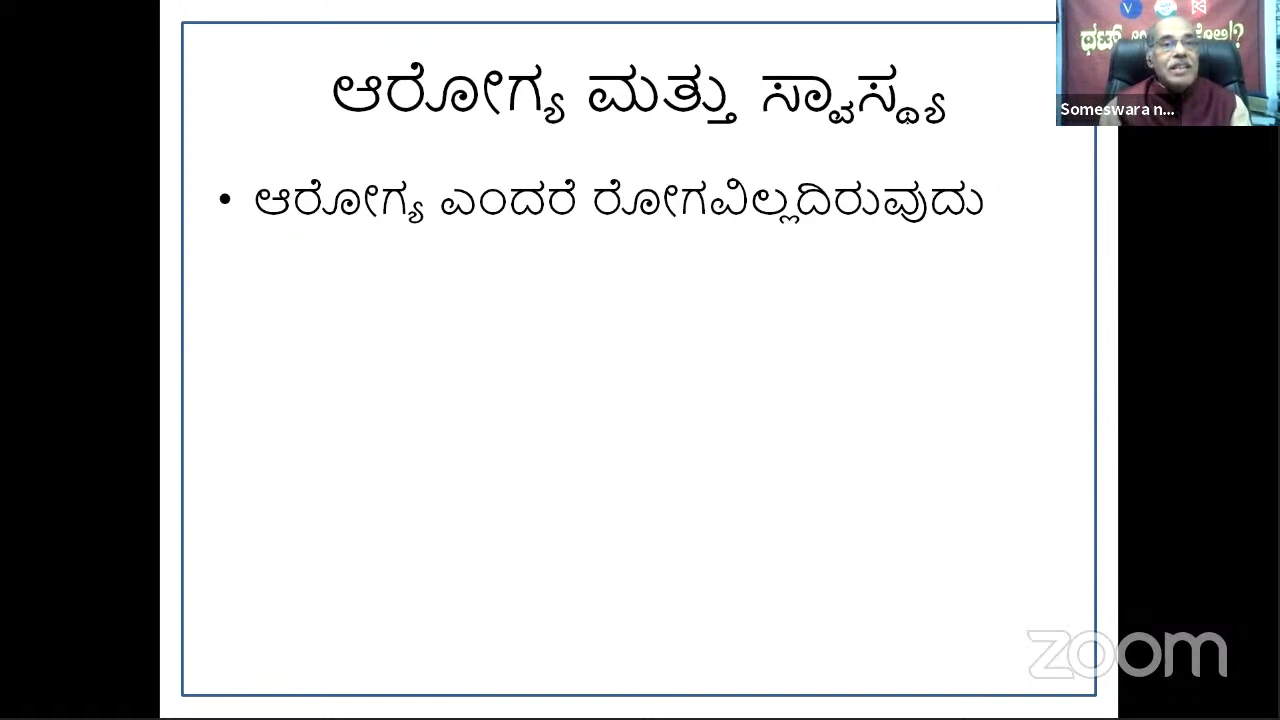 ಆರೋಗ್ಯ ಮತ್ತು ಸ್ವಾಸ್ಥ್ಯ
• ಆರೋಗ್ಯ ಎಂದರೆ ರೋಗವಿಲ್ಲದಿರುವುದು
Someswara n...
zoom